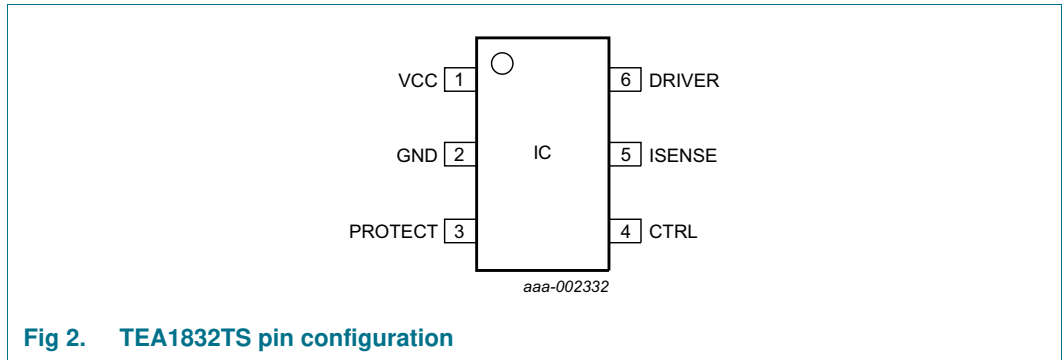 VCC 1 6 DRIVER
GND 2 IC 5 ISENSE
PROTECT 3 4 CTRL
aaa-002332
Fig 2. TEA1832TS pin configuration